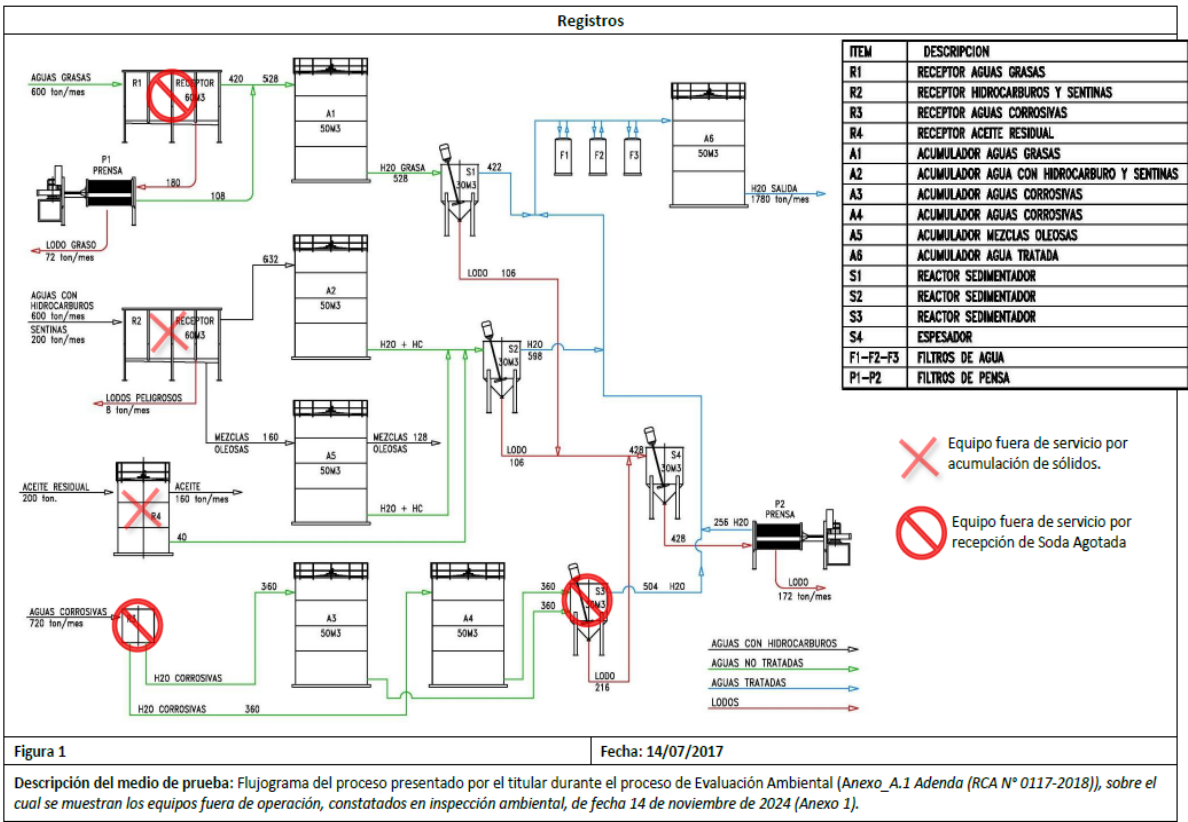 Registros
AGUAS GRASAS
600 ton/mes
R1
RECEPTOR
60M3
420
528
P1
PRENSA
180
108
LODO GRASO
72 ton/mes
A1
50M3
H2O GRASA
528
S1
30M3
422
LODO 106
F1
F2
F3
A6
50M3
H2O SALIDA
1780 ton/mes
AGUAS CON
HIDROCARBUROS
600 ton/mes
SENTINAS
200 ton/mes
R2
RECEPTOR
60M3
632
LODOS PELIGROSOS
8 ton/mes
A2
50M3
H2O + HC
S2
30M3
H2O
598
LODO
106
MEZCLAS 160
OLEOSAS
A5
50M3
MEZCLAS 128
OLEOSAS
H2O + HC
ACEITE RESIDUAL
200 ton.
R4
ACEITE
160 ton/mes
40
428
S4
30M3
428
P2
PRENSA
256 H2O
LODO
172 ton/mes
AGUAS CORROSIVAS
720 ton/mes
H2O CORROSIVAS
H2O CORROSIVAS 360
360
A3
50M3
A4
50M3
360
360
S3
504 H2O
LODO
216
ITEM DESCRIPCION
R1 RECEPTOR AGUAS GRASAS
R2 RECEPTOR HIDROCARBUROS Y SENTINAS
R3 RECEPTOR AGUAS CORROSIVAS
R4 RECEPTOR ACEITE RESIDUAL
A1 ACUMULADOR AGUAS GRASAS
A2 ACUMULADOR AGUA CON HIDROCARBURO Y SENTINAS
A3 ACUMULADOR AGUAS CORROSIVAS
A4 ACUMULADOR AGUAS CORROSIVAS
A5 ACUMULADOR MEZCLAS OLEOSAS
A6 ACUMULADOR AGUA TRATADA
S1 REACTOR SEDIMENTADOR
S2 REACTOR SEDIMENTADOR
S3 REACTOR SEDIMENTADOR
S4 ESPESADOR
F1-F2-F3 FILTROS DE AGUA
P1-P2 FILTROS DE PENSA
Equipo fuera de servicio por
acumulación de sólidos.
Equipo fuera de servicio por
recepción de Soda Agotada
AGUAS CON HIDROCARBUROS
AGUAS NO TRATADAS
AGUAS TRATADAS
LODOS
Figura 1
Fecha: 14/07/2017
Descripción del medio de prueba: Flujograma del proceso presentado por el titular durante el proceso de Evaluación Ambiental (Anexo_A.1 Adenda (RCA N° 0117-2018)), sobre el
cual se muestran los equipos fuera de operación, constatados en inspección ambiental, de fecha 14 de noviembre de 2024 (Anexo 1).